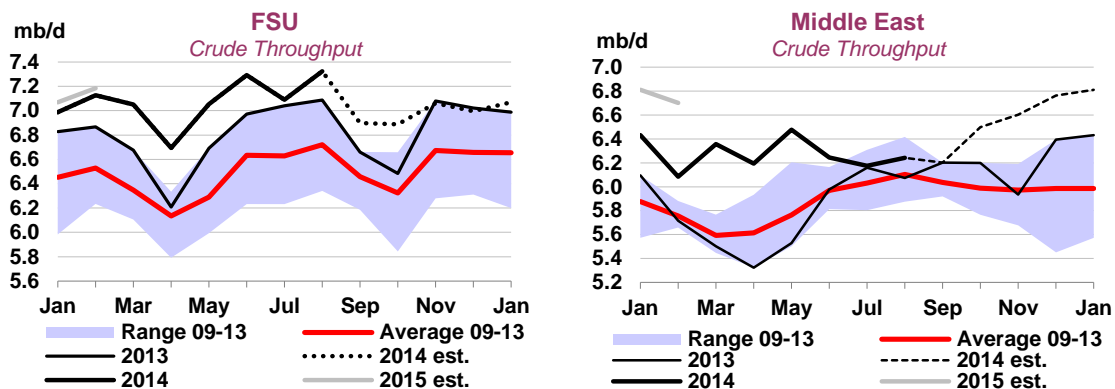 FSU
Crude Throughput
mb/d
7.4
7.2
7.0
6.8
6.6
6.4
6.2
6.0
5.8
5.6
Jan Mar May Jul Sep Nov Jan
Range 09-13 Average 09-13
2013 2014 est.
2014 2015 est.
Middle East
Crude Throughput
mb/d
7.0
6.8
6.6
6.4
6.2
6.0
5.8
5.6
5.4
5.2
Jan Mar May Jul Sep Nov Jan
Range 09-13 Average 09-13
2013 2014 est.
2014 2015 est.